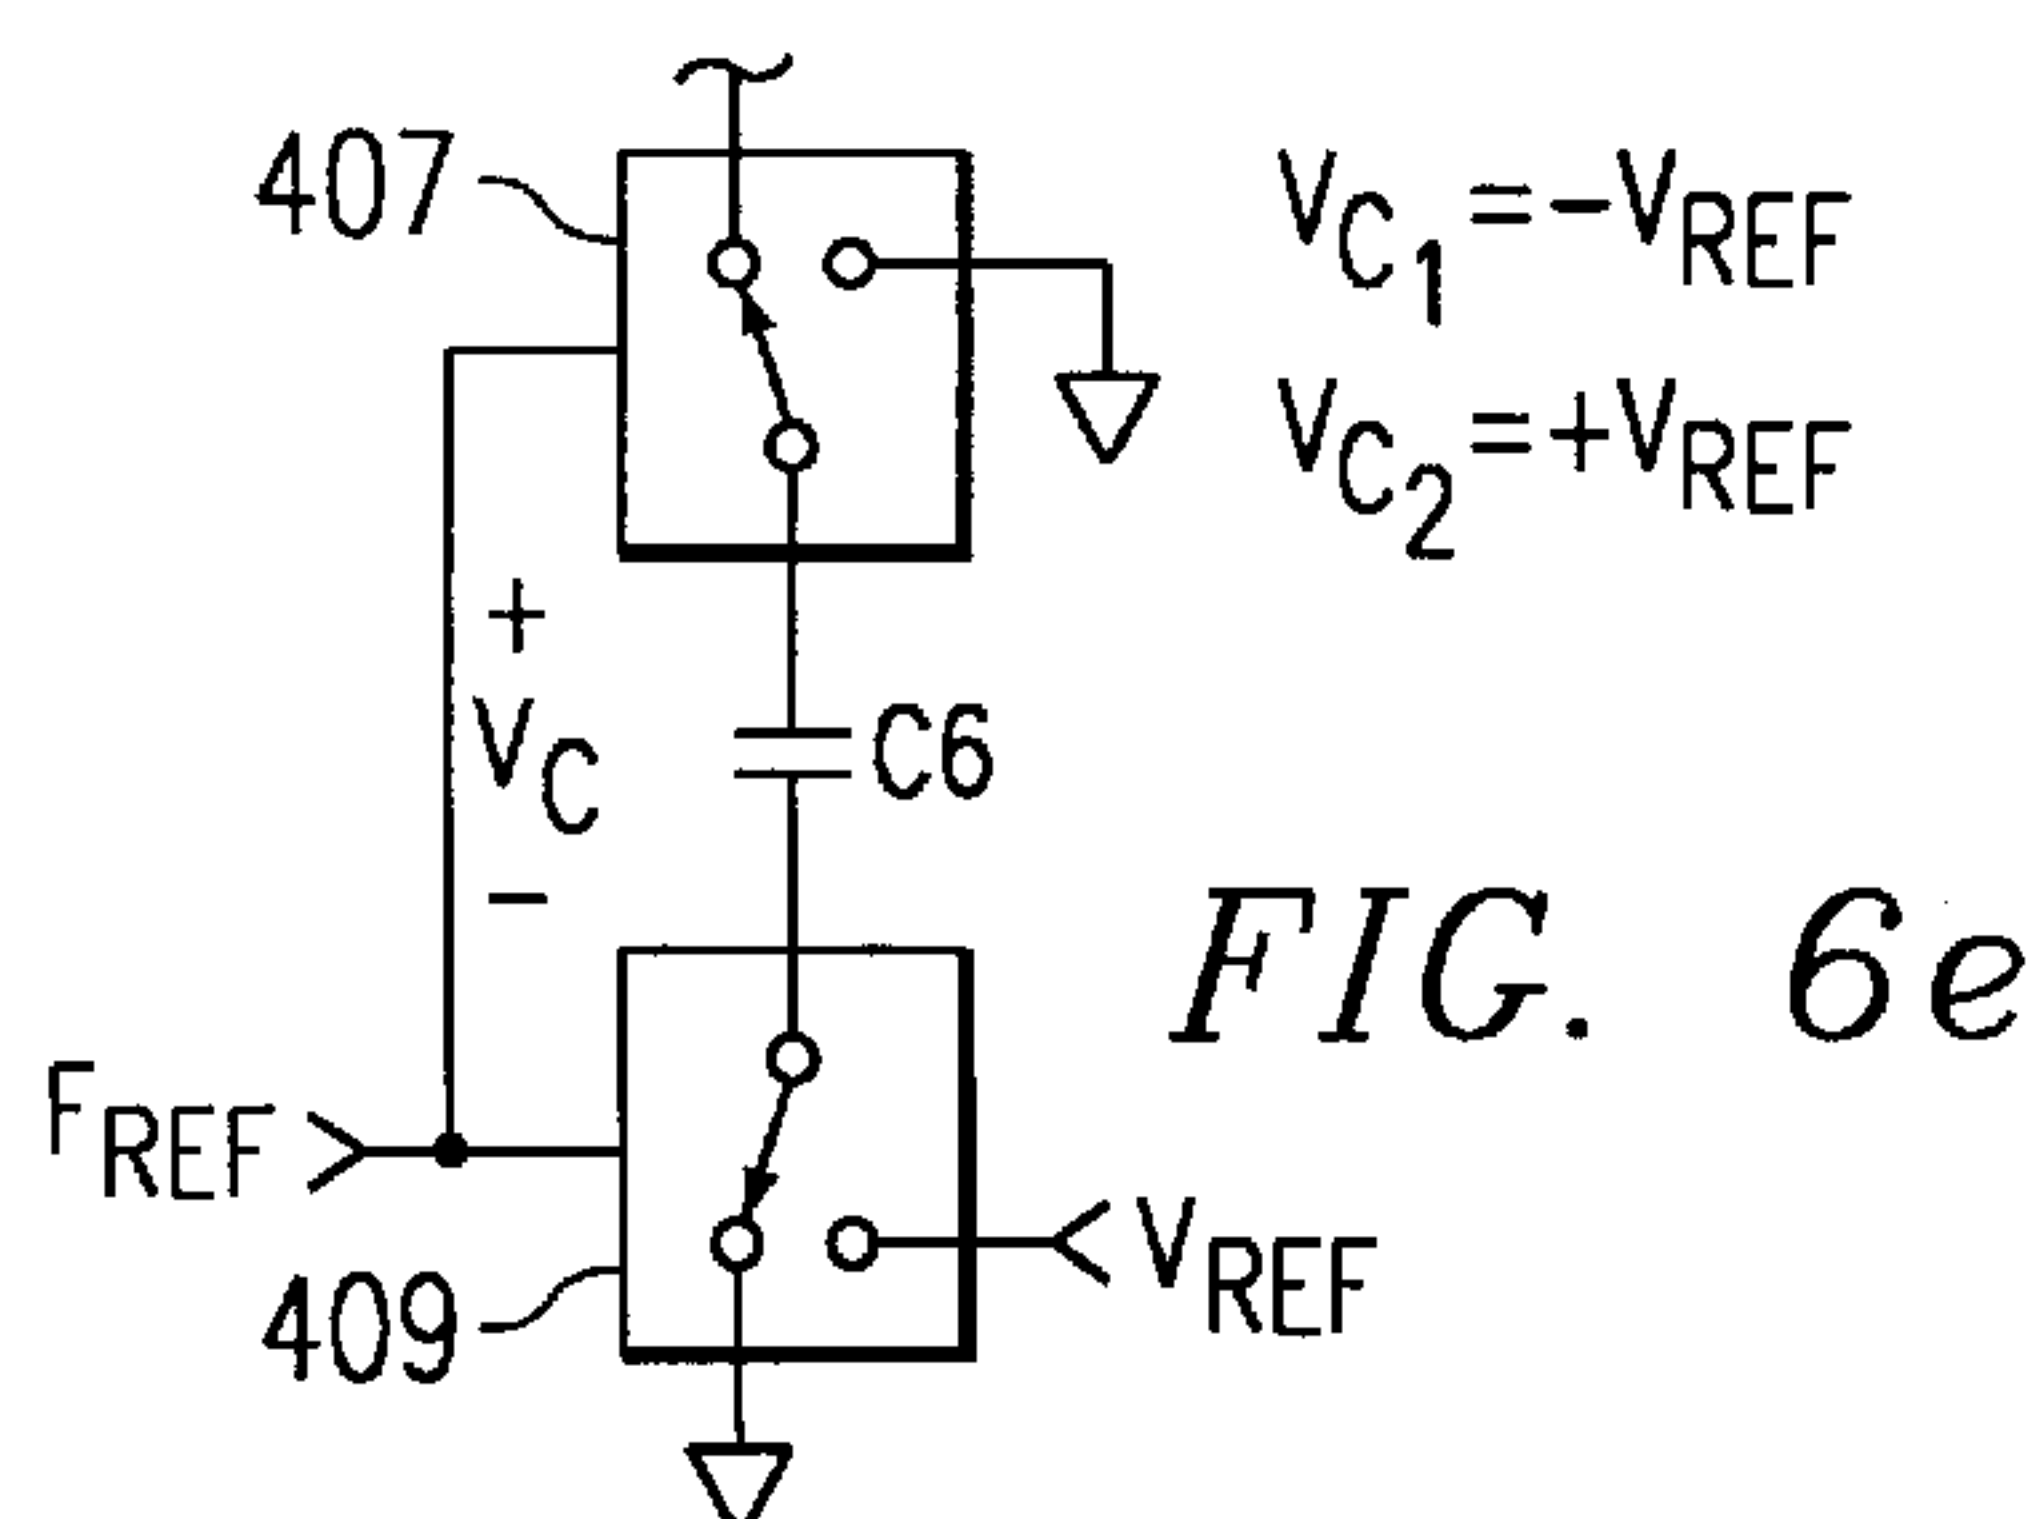 407
VC1 = -VREF
VC2 = +VREF
+
VC
-
C6
FIG. 6e
FREF
VREF
409